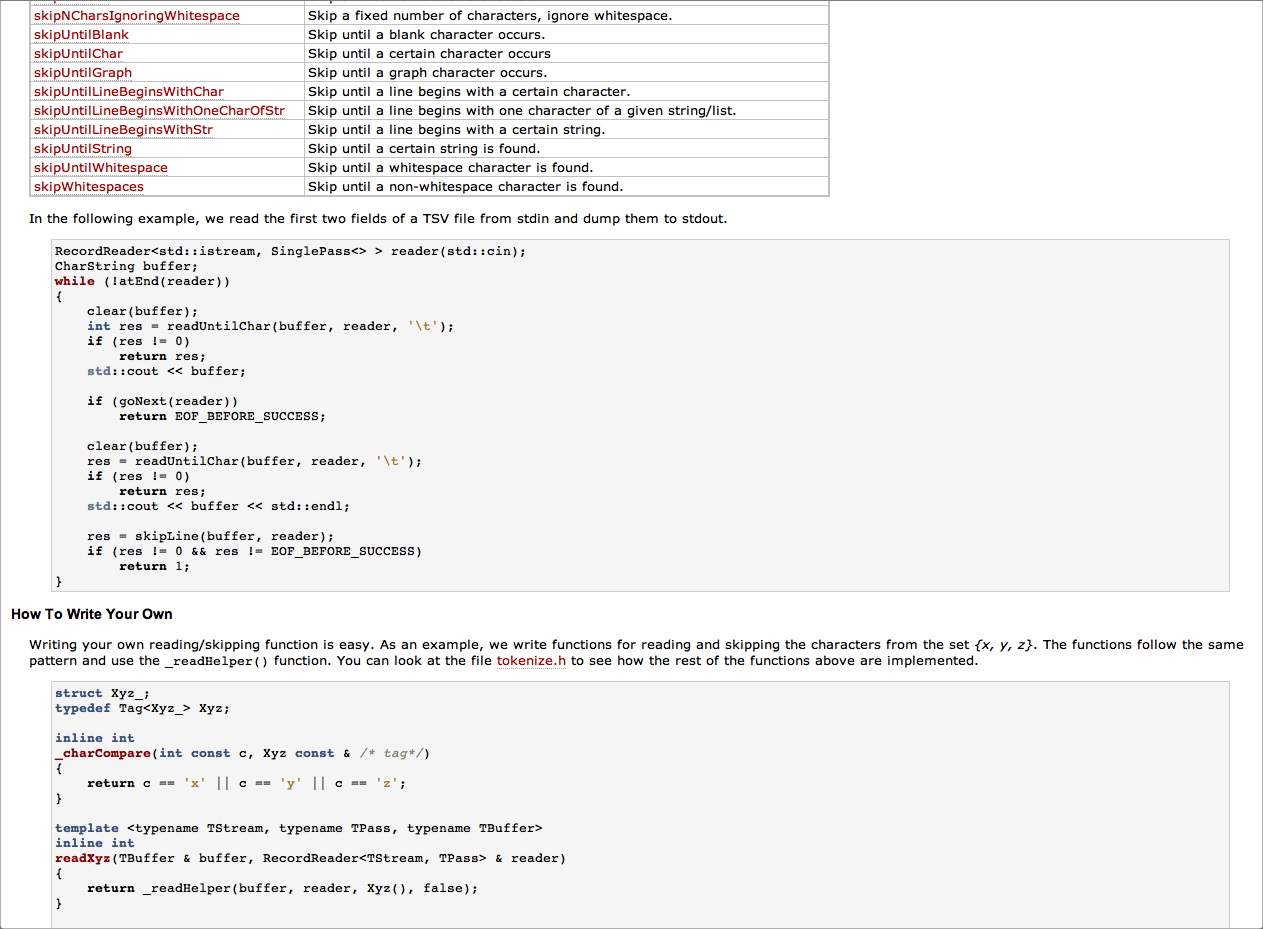 skipNCharsIgnoringWhitespace Skip a fixed number of characters, ignore whitespace.
skipUntilBlank Skip until a blank character occurs.
skipUntilChar Skip until a certain character occurs
skipUntilGraph Skip until a graph character occurs.
skipUntilLineBeginsWithChar Skip until a line begins with a certain character.
skipUntilLineBeginsWithOneCharOfStr Skip until a line begins with one character of a given string/list.
skipUntilLineBeginsWithStr Skip until a line begins with a certain string.
skipUntilString Skip until a certain string is found.
skipUntilWhitespace Skip until a whitespace character is found.
skipWhitespaces Skip until a non-whitespace character is found.
In the following example, we read the first two fields of a TSV file from stdin and dump them to stdout.
RecordReader<std::istream, SinglePass<> > reader(std::cin);
CharString buffer;
while (!atEnd(reader))
{
    clear(buffer);
    int res = readUntilChar(buffer, reader, '\t');
    if (res != 0)
        return res;
    std::cout << buffer;
    if (goNext(reader))
        return EOF_BEFORE_SUCCESS;
    clear(buffer);
    res = readUntilChar(buffer, reader, '\t');
    if (res != 0)
        return res;
    std::cout << buffer << std::endl;
    res = skipLine(buffer, reader);
    if (res != 0 && res != EOF_BEFORE_SUCCESS)
        return 1;
}
How To Write Your Own
Writing your own reading/skipping function is easy. As an example, we write functions for reading and skipping the characters from the set {x, y, z}. The functions follow the same
pattern and use the _readHelper() function. You can look at the file tokenize.h to see how the rest of the functions above are implemented.
struct Xyz_;
typedef Tag<Xyz_> Xyz;
inline int
_charCompare(int const c, Xyz const & /* tag*/)
{
    return c == 'x' || c == 'y' || c == 'z';
}
template <typename TStream, typename TPass, typename TBuffer>
inline int
readXyz(TBuffer & buffer, RecordReader<TStream, TPass> & reader)
{
    return _readHelper(buffer, reader, Xyz(), false);
}